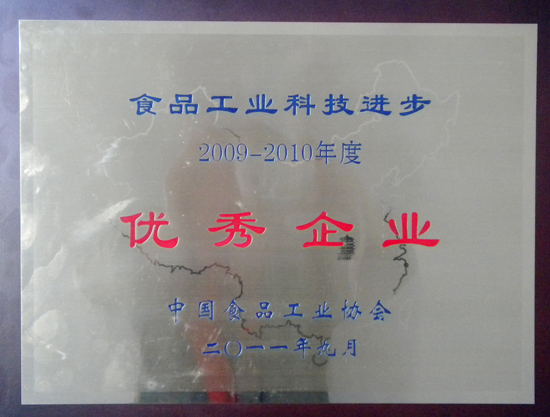 食品工业科技进步
2009-2010年度
优秀企业
中国食品工业协会
二〇一一年九月